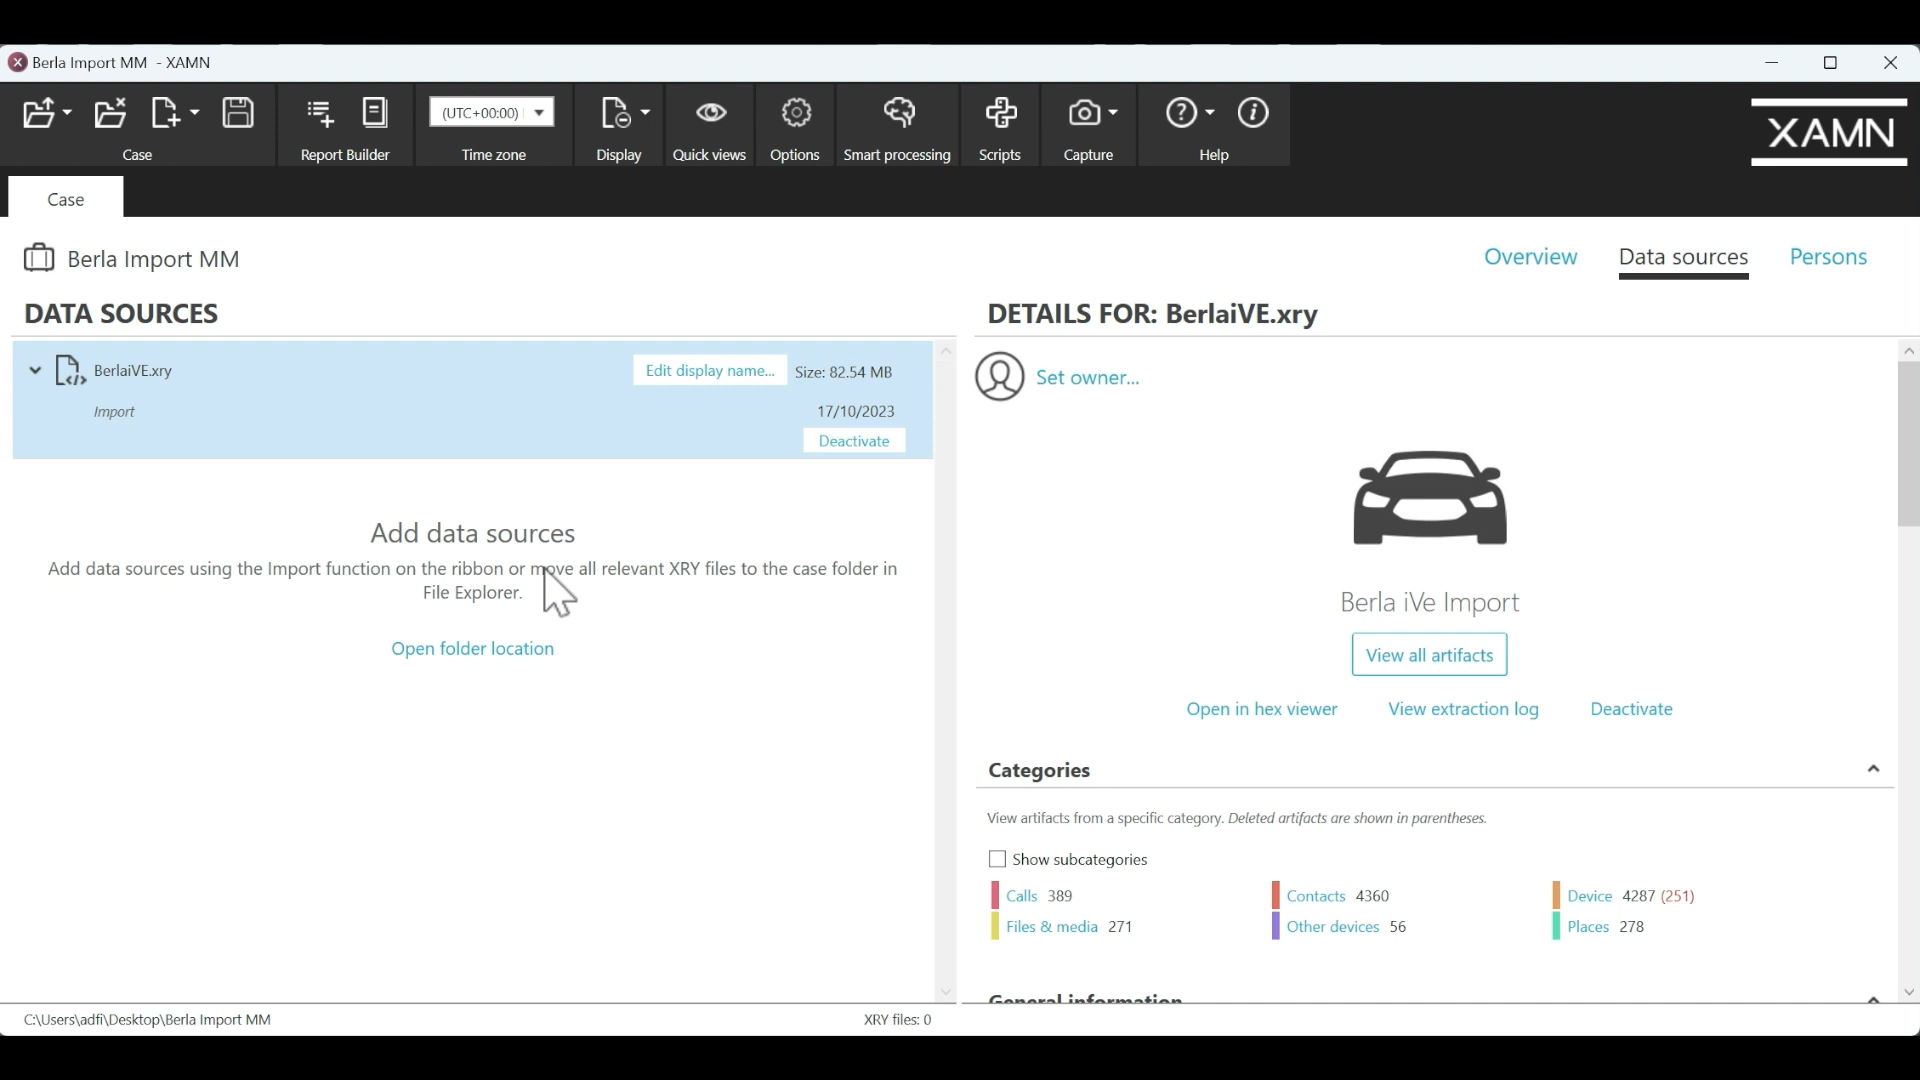 Berla Import MM - XAMN
(UTC+00:00)
Case
Report Builder
Time zone
Display
Quick views
Options
Smart processing
Scripts
Capture
Help
XAMN
Case
Berla Import MM
Overview
Data sources
Persons
DATA SOURCES
BerlaiVE.xry
Edit display name...
Size: 82.54 MB
Import
17/10/2023
Deactivate
Add data sources
Add data sources using the Import function on the ribbon or move all relevant XRY files to the case folder in
File Explorer.
Open folder location
DETAILS FOR: BerlaiVE.xry
Set owner...
Berla iVe Import
View all artifacts
Open in hex viewer
View extraction log
Deactivate
Categories
View artifacts from a specific category. Deleted artifacts are shown in parentheses.
Show subcategories
Calls 389
Contacts 4360
Device 4287 (251)
Files & media 271
Other devices 56
Places 278
General information
C:\Users\adfi\Desktop\Berla Import MM
XRY files: 0